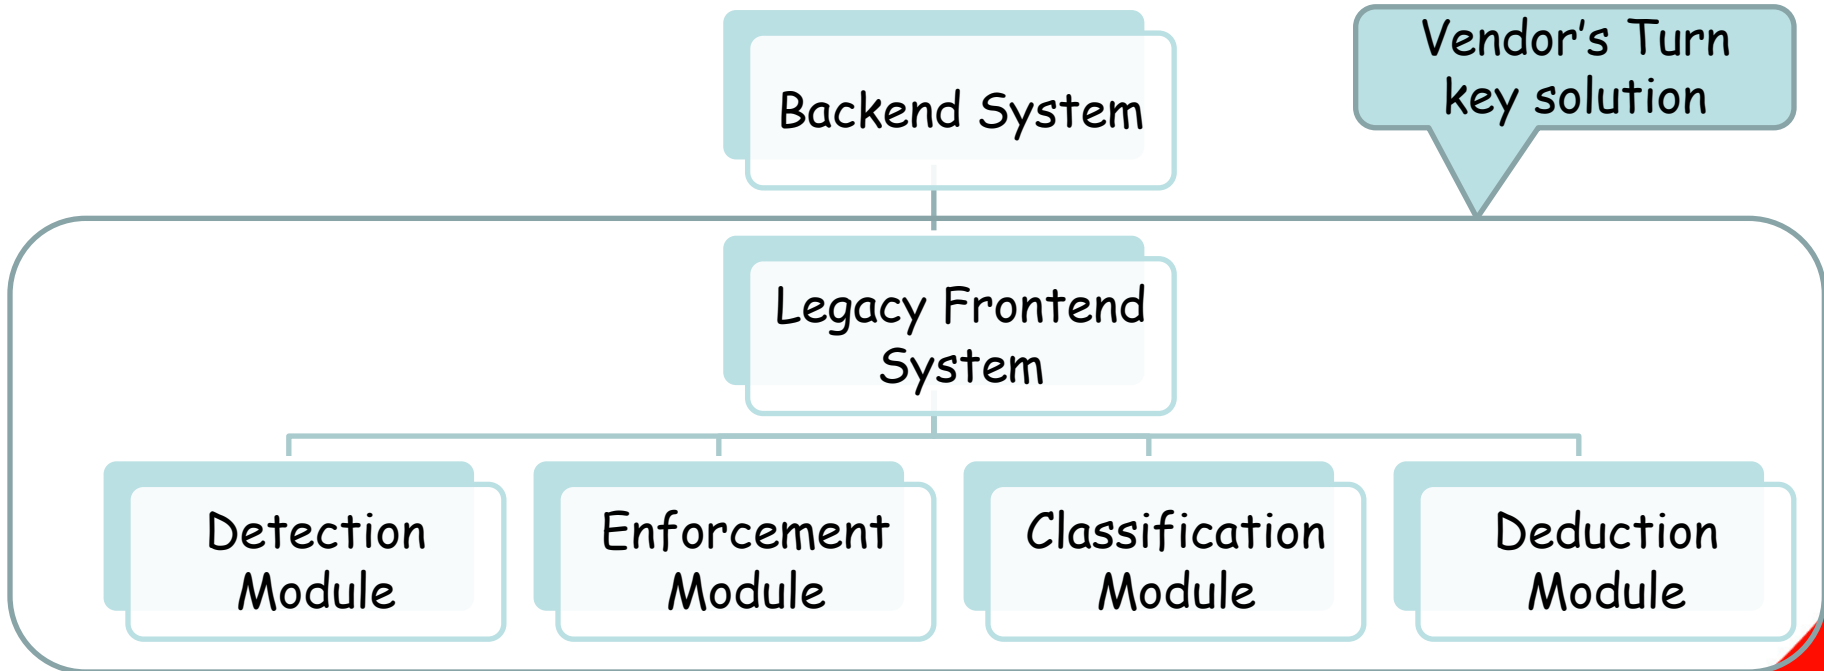 Vendor's Turn
key solution
Backend System
Legacy Frontend
System
Detection
Module
Enforcement
Module
Classification
Module
Deduction
Module